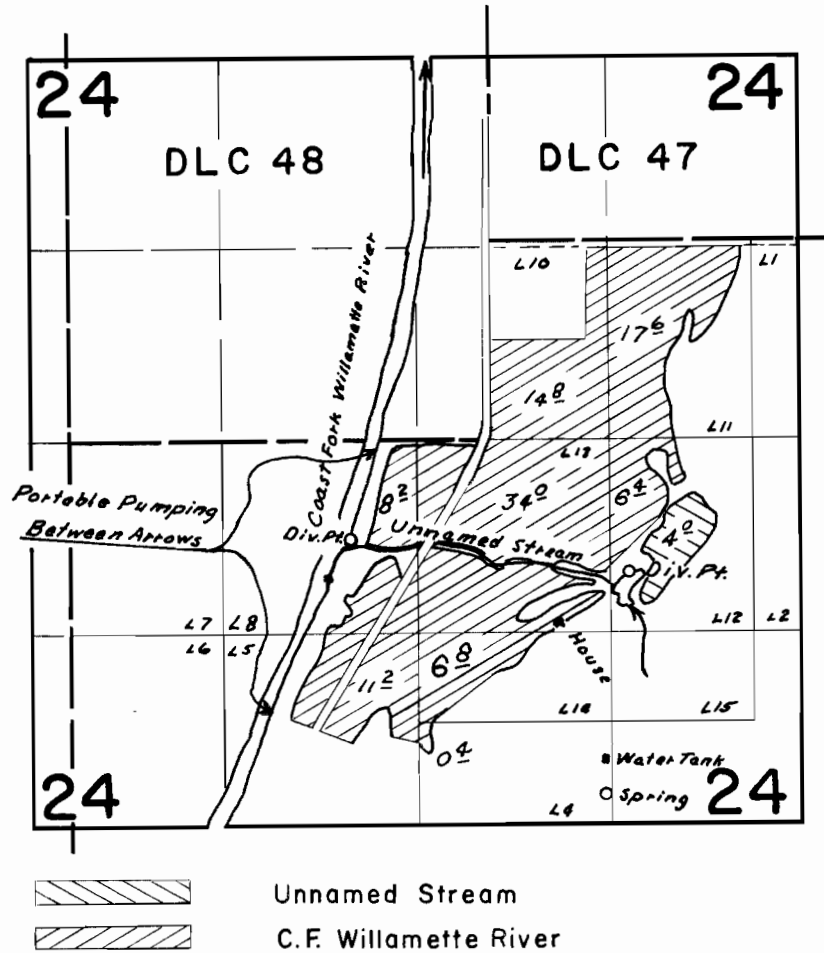 24 24
DLC 48 DLC 47
L10 L1
Coast Fork Willamette River
17 6
14 8
L11
L13
Portable Pumping
Between Arrows
8 2
34 0
6 4
4 0
Div. Pt.
Unnamed Stream
Div. Pt.
L7 L8 L12 L2
L6 L5
House
6 8
11 2
L14 L15
0 4
Water Tank
Spring
L4
24 24
Unnamed Stream
C.F. Willamette River